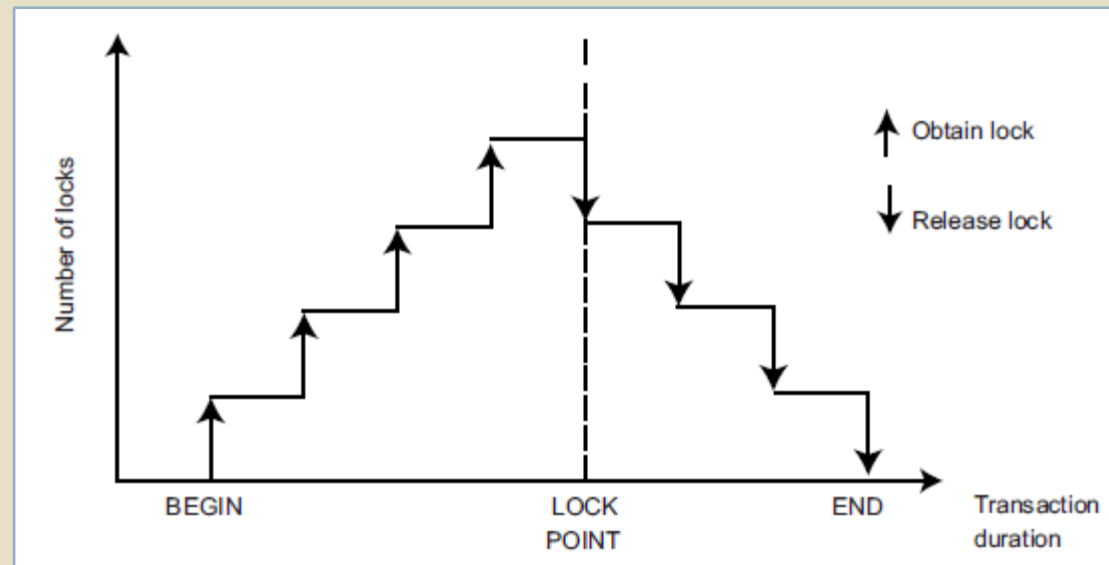 Number of locks
Obtain lock
Release lock
BEGIN
LOCK
POINT
END
Transaction
duration